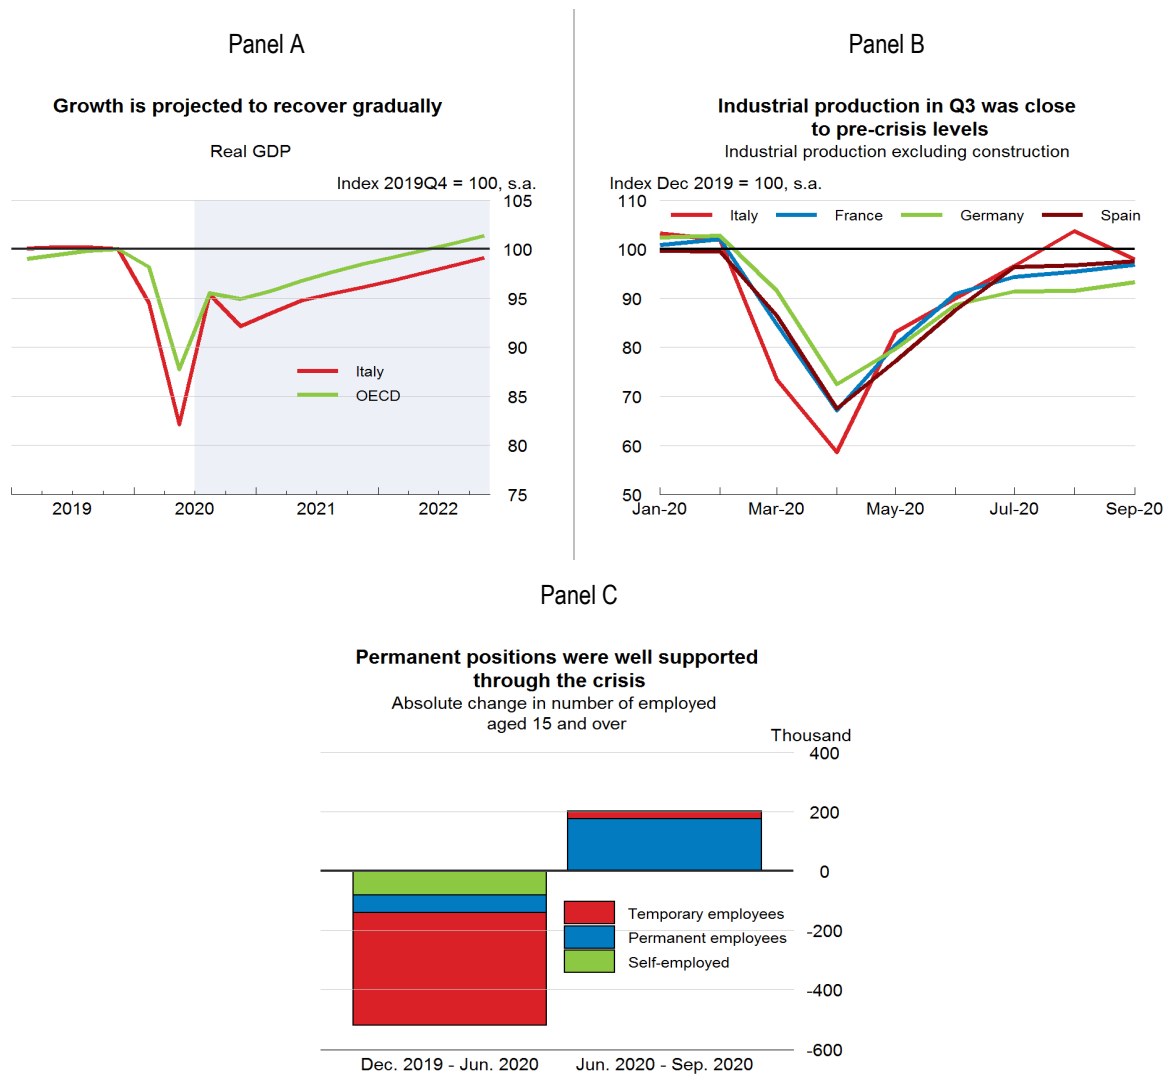 Panel A
Growth is projected to recover gradually
Real GDP
Index 2019Q4 = 100, s.a.
105
100
95
90
85
80
75
Italy
OECD
2019 2020 2021 2022
Panel B
Industrial production in Q3 was close
to pre-crisis levels
Industrial production excluding construction
Index Dec 2019 = 100, s.a.
110
100
90
80
70
60
50
Italy France Germany Spain
Jan-20 Mar-20 May-20 Jul-20 Sep-20
Panel C
Permanent positions were well supported
through the crisis
Absolute change in number of employed
aged 15 and over
Thousand
400
200
0
-200
-400
-600
Temporary employees
Permanent employees
Self-employed
Dec. 2019 - Jun. 2020 Jun. 2020 - Sep. 2020